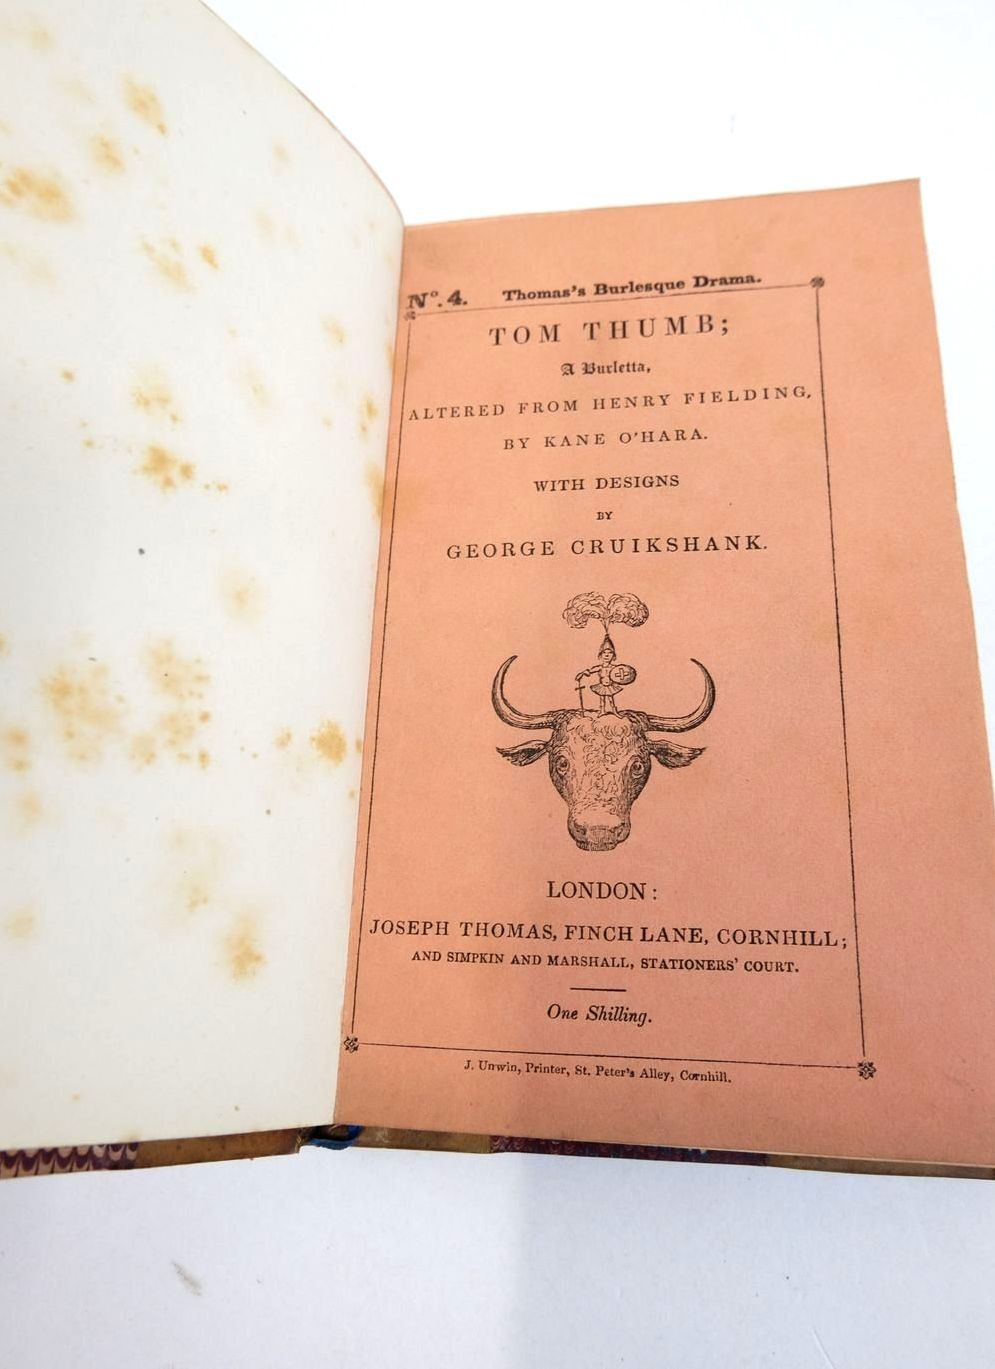 No. 4. Thomas's Burlesque Drama.
TOM THUMB;
A Burletta,
ALTERED FROM HENRY FIELDING,
BY KANE O'HARA.
WITH DESIGNS
BY
GEORGE CRUIKSHANK.
LONDON:
JOSEPH THOMAS, FINCH LANE, CORNHILL;
AND SIMPKIN AND MARSHALL, STATIONERS' COURT.
One Shilling.
J. Unwin, Printer, St. Peter's Alley, Cornhill.